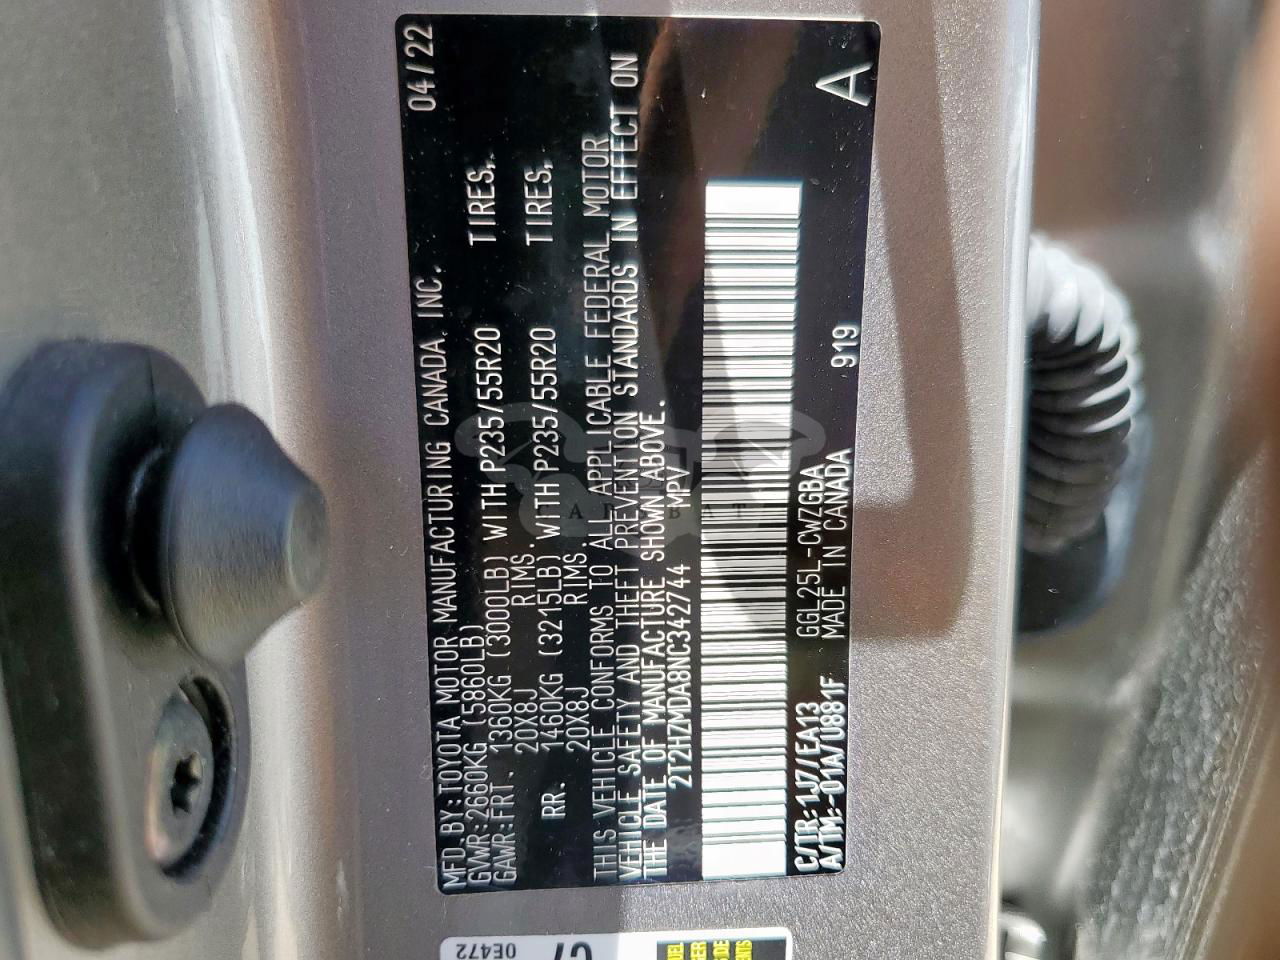 MFD. BY:TOYOTA MOTOR MANUFACTURING CANADA INC. 04/22
GVWR:2660KG (5860LB)
GAWR:FRT. 1360KG (3000LB) WITH P235/55R20 TIRES,
20X8J RIMS.
RR. 1460KG (3215LB) WITH P235/55R20 TIRES,
20X8J RIMS.
THIS VEHICLE CONFORMS TO ALL APPLICABLE FEDERAL MOTOR
VEHICLE SAFETY AND THEFT PREVENTION STANDARDS IN EFFECT ON
THE DATE OF MANUFACTURE SHOWN ABOVE.
2T2HZMDA8NC342744 MPV
C/TR:1J7/EA13 GGL25L-CWZGBA
A/TM:-01A/U881F MADE IN CANADA 919 A
0E472